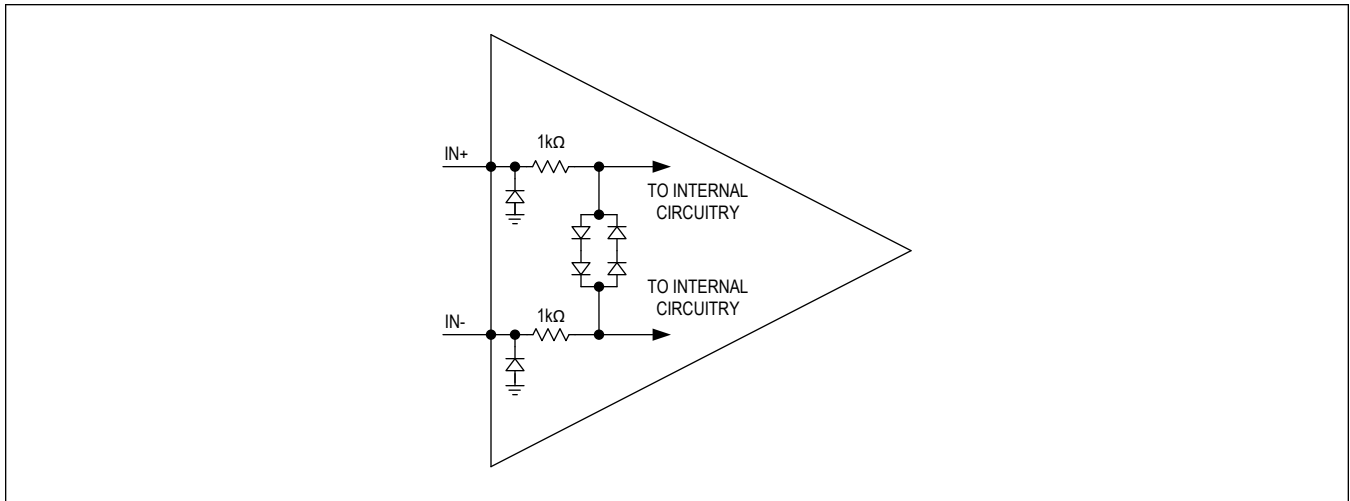 1kΩ
IN+
TO INTERNAL
CIRCUITRY
TO INTERNAL
CIRCUITRY
1kΩ
IN-